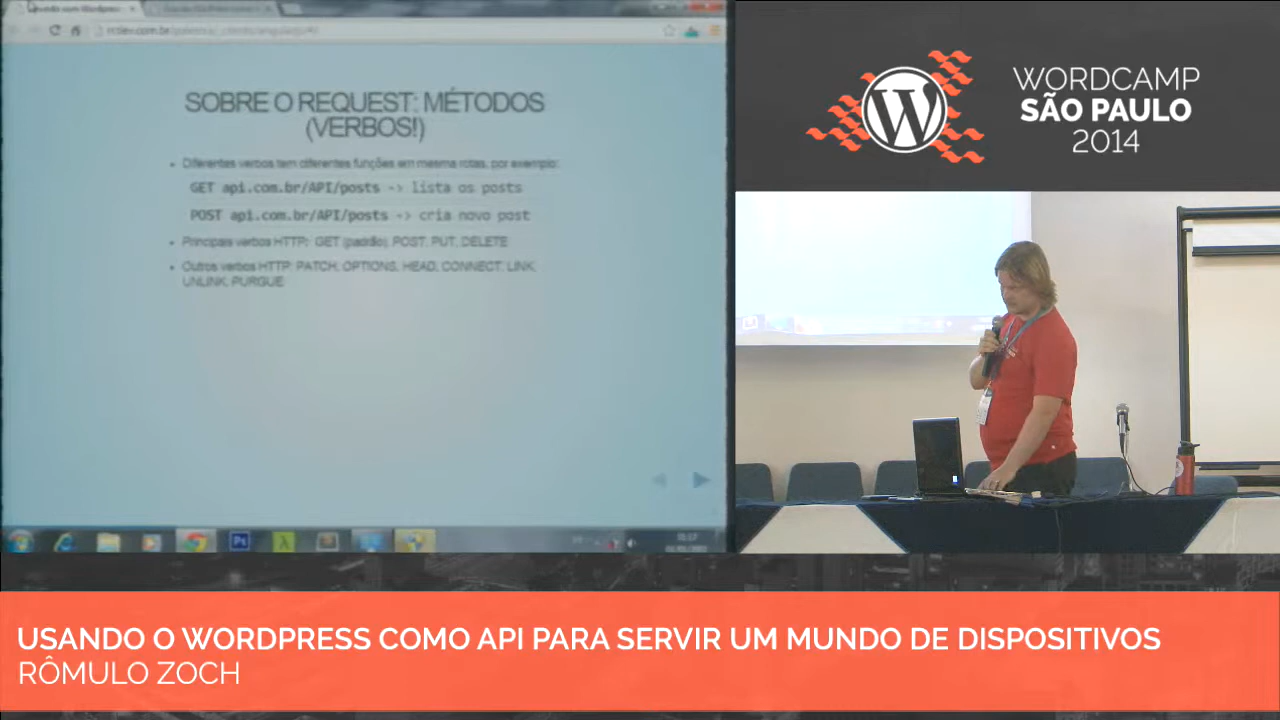 SOBRE O REQUEST: MÉTODOS
(VERBOS!)
Diferentes verbos tem diferentes funções em mesma rotas, por exemplo:
GET api.com.br/API/posts -> lista os posts
POST api.com.br/API/posts -> cria novo post
Principais verbos HTTP: GET (padrão), POST, PUT, DELETE
Outros verbos HTTP: PATCH, OPTIONS, HEAD, CONNECT, LINK,
UNLINK, PURGUE
Ps
WORDCAMP
SÃO PAULO
2014
USANDO O WORDPRESS COMO API PARA SERVIR UM MUNDO DE DISPOSITIVOS
RÔMULO ZOCH